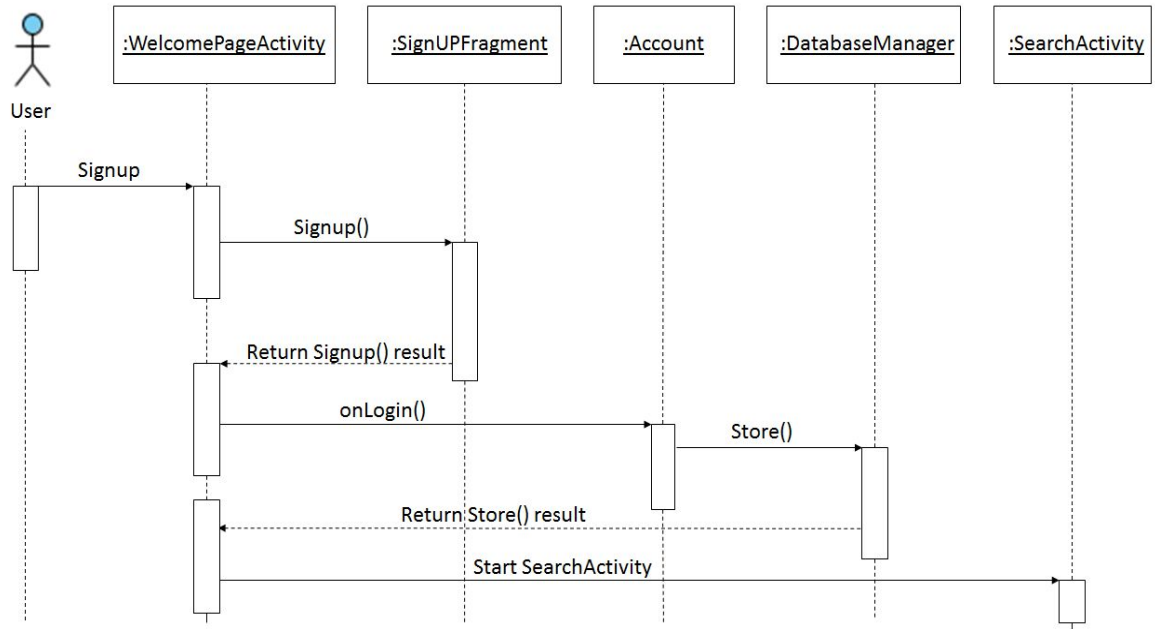 :WelcomePageActivity
:SignUPFragment
:Account
:DatabaseManager
:SearchActivity
User
Signup
Signup()
Return Signup() result
onLogin()
Store()
Return Store() result
Start SearchActivity